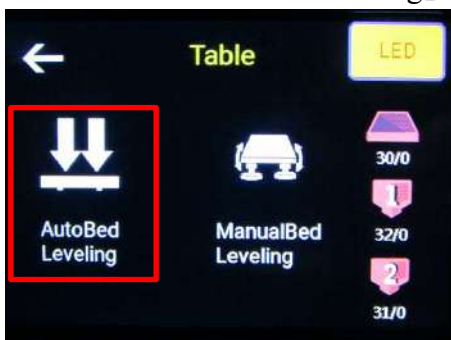 Table
LED
AutoBed
Leveling
ManualBed
Leveling
30/0
1
32/0
2
31/0